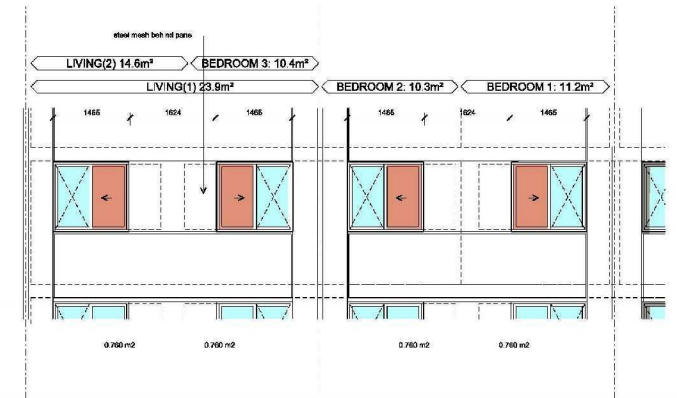 steel mesh behind pane
LIVING(2) 14.6m² BEDROOM 3: 10.4m²
LIVING(1) 23.9m² BEDROOM 2: 10.3m² BEDROOM 1: 11.2m²
1465 1624 1465 1465 1624 1465
0.760 m2 0.760 m2 0.760 m2 0.760 m2